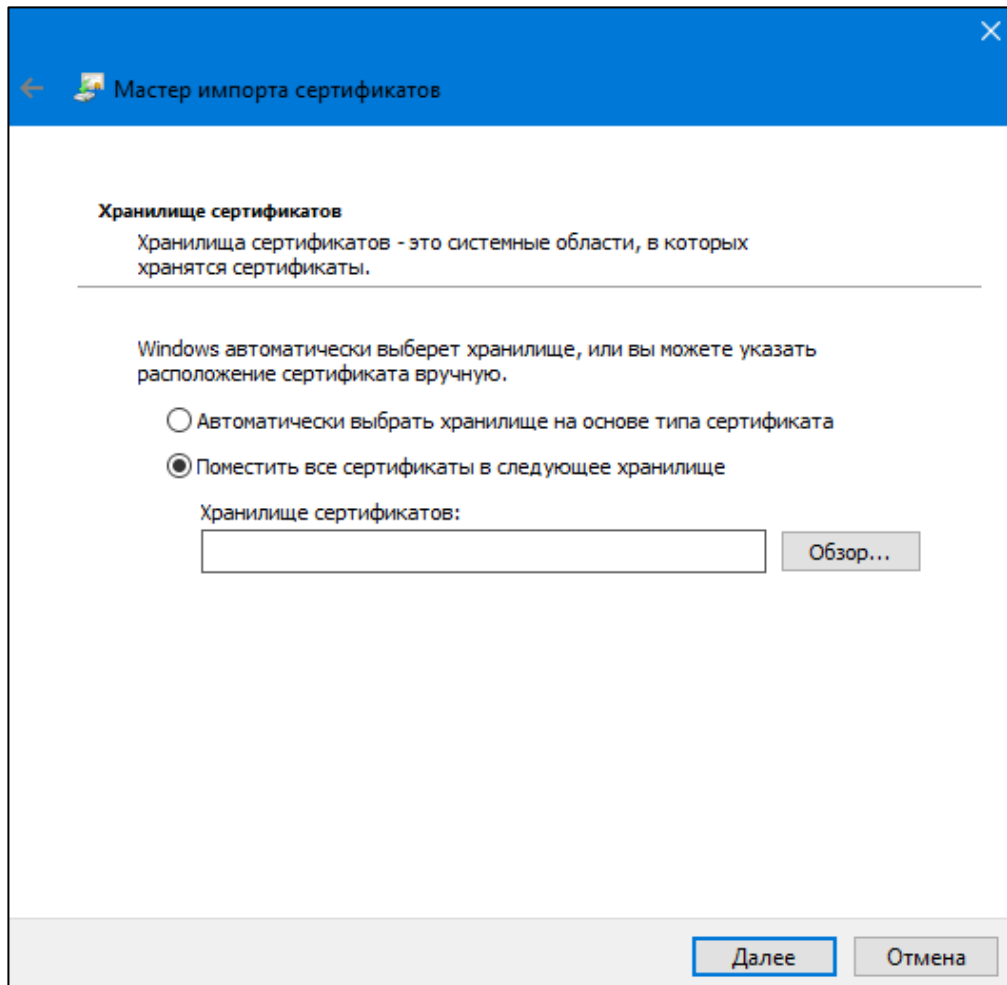 Мастер импорта сертификатов
Хранилище сертификатов
Хранилища сертификатов - это системные области, в которых
хранятся сертификаты.
Windows автоматически выберет хранилище, или вы можете указать
расположение сертификата вручную.
Автоматически выбрать хранилище на основе типа сертификата
Поместить все сертификаты в следующее хранилище
Хранилище сертификатов:
Обзор...
Далее
Отмена